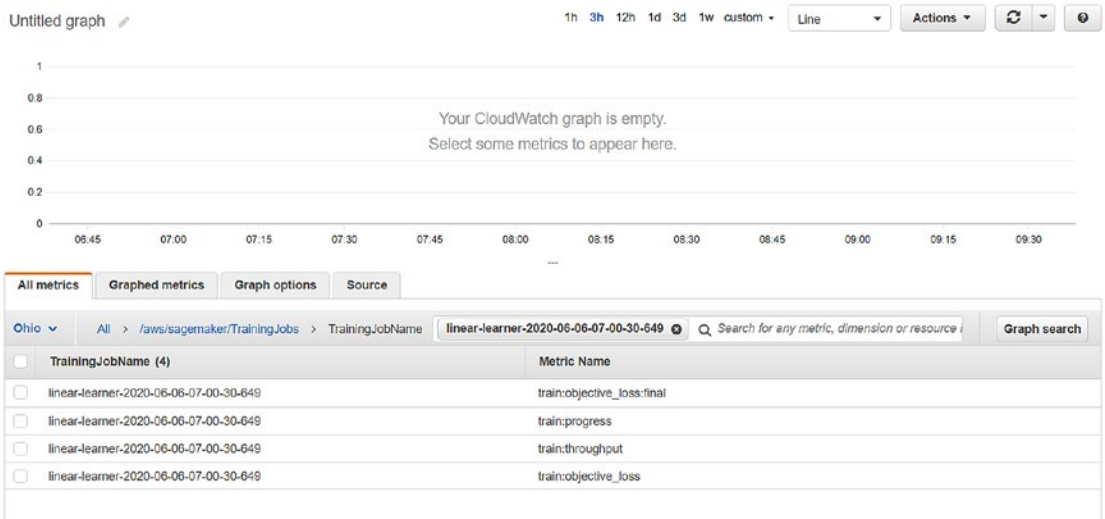 Untitled graph
1h 3h 12h 1d 3d 1w custom Line Actions
1
0.8
0.6
0.4
0.2
0
Your CloudWatch graph is empty.
Select some metrics to appear here.
06:45 07:00 07:15 07:30 07:45 08:00 08:15 08:30 08:45 09:00 09:15 09:30
All metrics Graphed metrics Graph options Source
Ohio All > /aws/sagemaker/TrainingJobs > TrainingJobName linear-learner-2020-06-06-07-00-30-649 Search for any metric, dimension or resource Graph search
TrainingJobName (4) Metric Name
linear-learner-2020-06-06-07-00-30-649 train:objective_loss:final
linear-learner-2020-06-06-07-00-30-649 train:progress
linear-learner-2020-06-06-07-00-30-649 train:throughput
linear-learner-2020-06-06-07-00-30-649 train:objective_loss